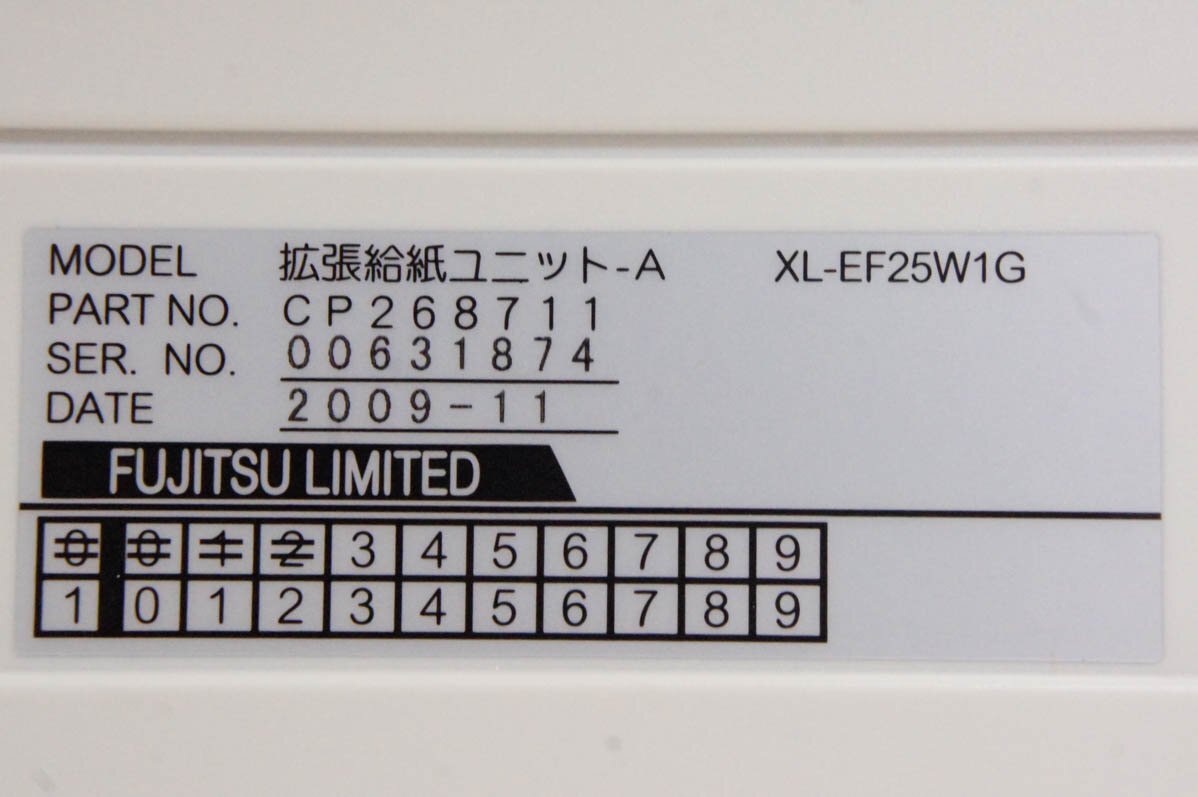 MODEL 拡張給紙ユニット-A XL-EF25W1G
PART NO. CP268711
SER. NO. 00631874
DATE 2009-11
FUJITSU LIMITED
0 0 1 2 3 4 5 6 7 8 9
1 0 1 2 3 4 5 6 7 8 9